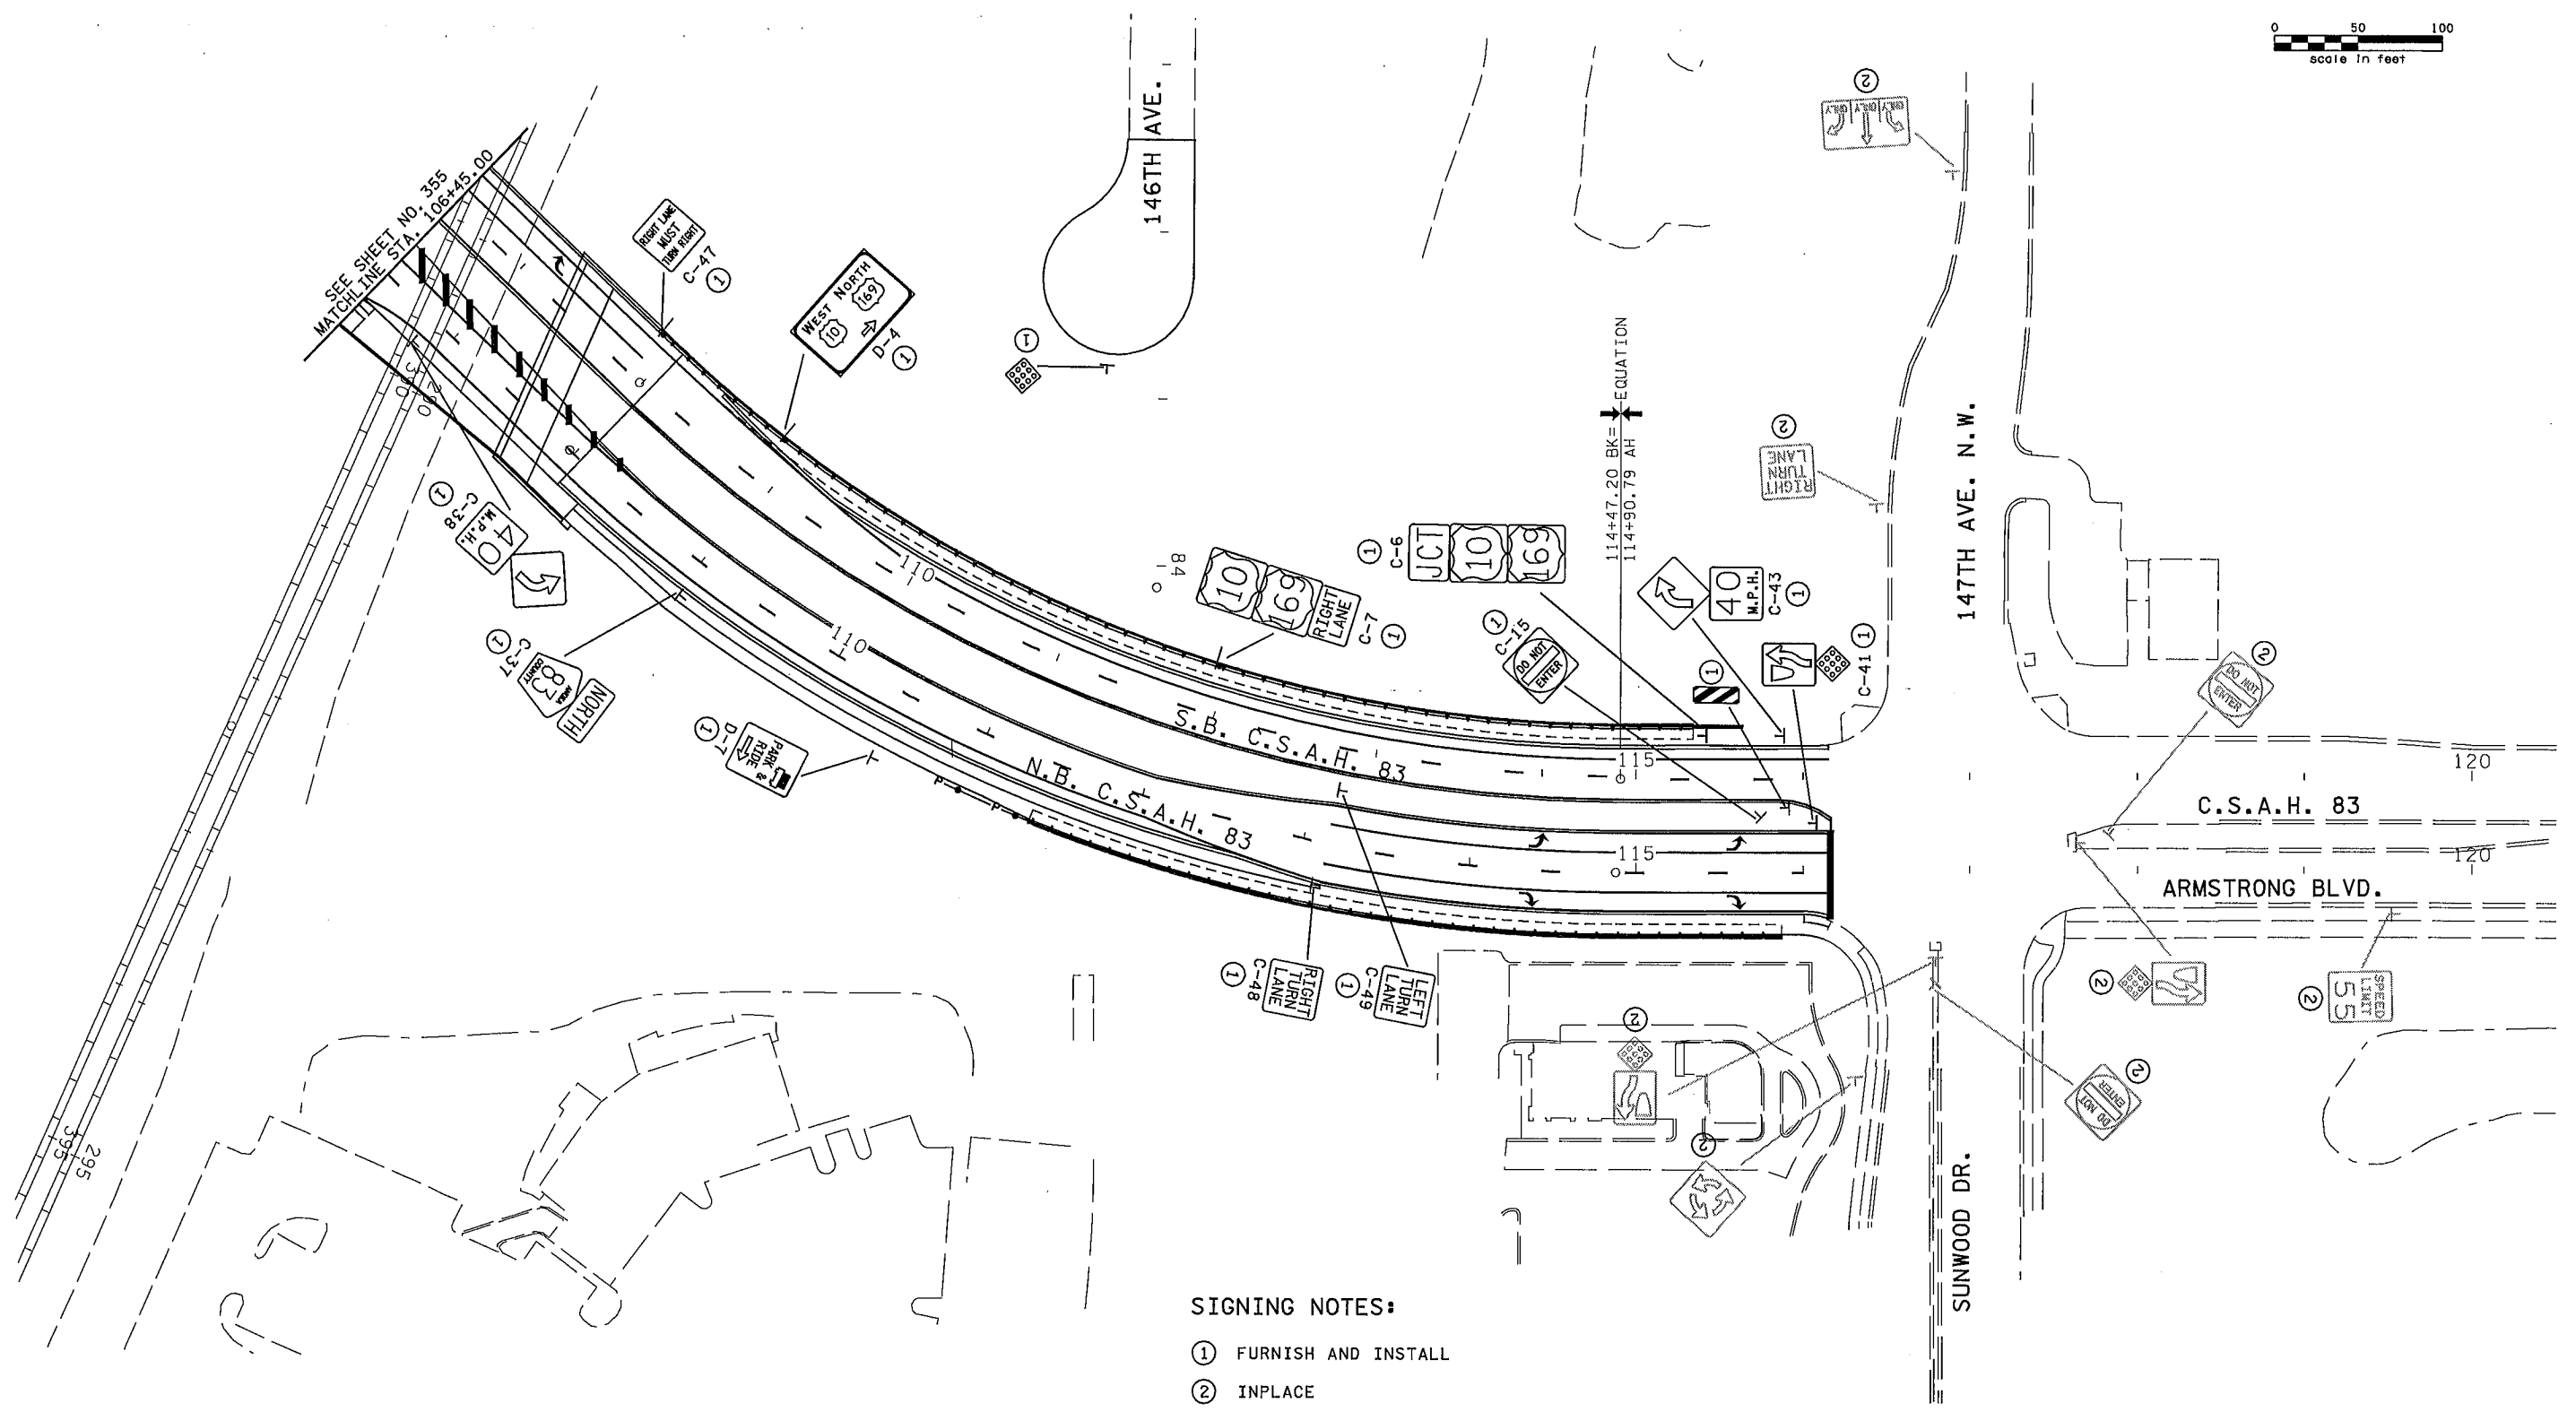 0 50 100
scale in feet
SEE SHEET NO. 355
MATCHLINE STA. 106+45.00
RIGHT LANE
MUST
TURN RIGHT
C-47
1
WEST NORTH
10 169
D-4
1
146TH AVE.
1
2
ONLY ONLY ONLY
2
RIGHT
TURN
LANE
147TH AVE. N.W.
EQUATION
114+47.20 BK=
114+90.79 AH
1
C-38
40
M.P.H.
1
C-37
NORTH
ANOKA
83
COUNTY
1
D-7
PARK &
RIDE
110
110
84
10
169
RIGHT
LANE
C-7
1
1
C-6
JCT
10
169
1
C-15
DO NOT
ENTER
40
M.P.H.
C-43
1
1
C-41
1
S.B. C.S.A.H. 83
N.B. C.S.A.H. 83
115
115
2
DO NOT
ENTER
120
C.S.A.H. 83
120
ARMSTRONG BLVD.
P P
1
C-48
RIGHT
TURN
LANE
1
C-49
LEFT
TURN
LANE
2
2
SPEED
LIMIT
55
2
2
2
DO NOT
ENTER
SUNWOOD DR.
395
295
SIGNING NOTES:
1 FURNISH AND INSTALL
2 INPLACE